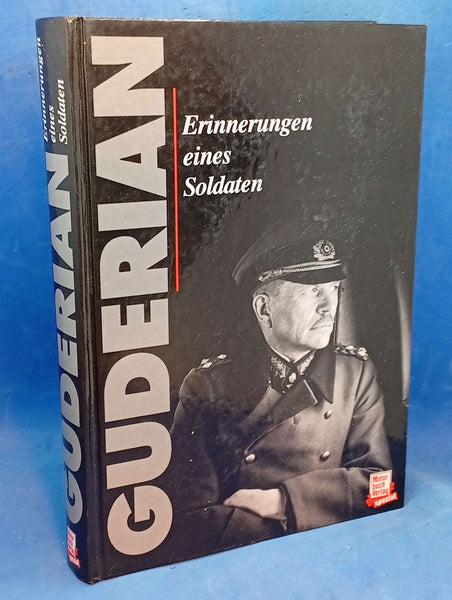 GUDERIAN
Erinnerungen
eines
Soldaten
GUDERIAN
Erinnerungen
eines
Soldaten
Motor
buch
Verlag
spezial